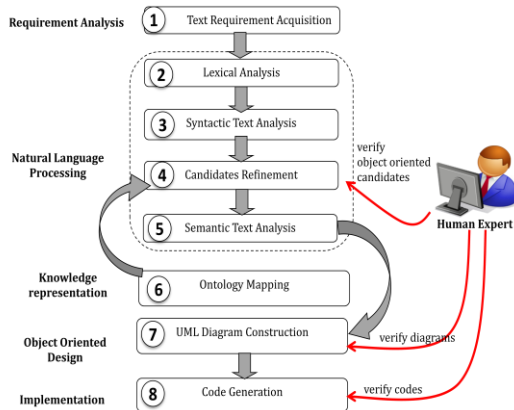 Requirement Analysis
1 Text Requirement Acquisition
2 Lexical Analysis
3 Syntactic Text Analysis
Natural Language
Processing
4 Candidates Refinement
5 Semantic Text Analysis
verify
object oriented
candidates
Human Expert
Knowledge
representation
6 Ontology Mapping
Object Oriented
Design
7 UML Diagram Construction
verify diagrams
Implementation
8 Code Generation
verify codes